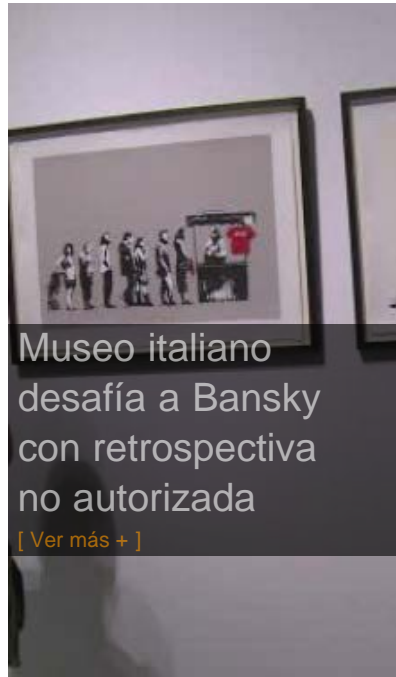 Museo italiano
desafía a Bansky
con retrospectiva
no autorizada
[ Ver más + ]